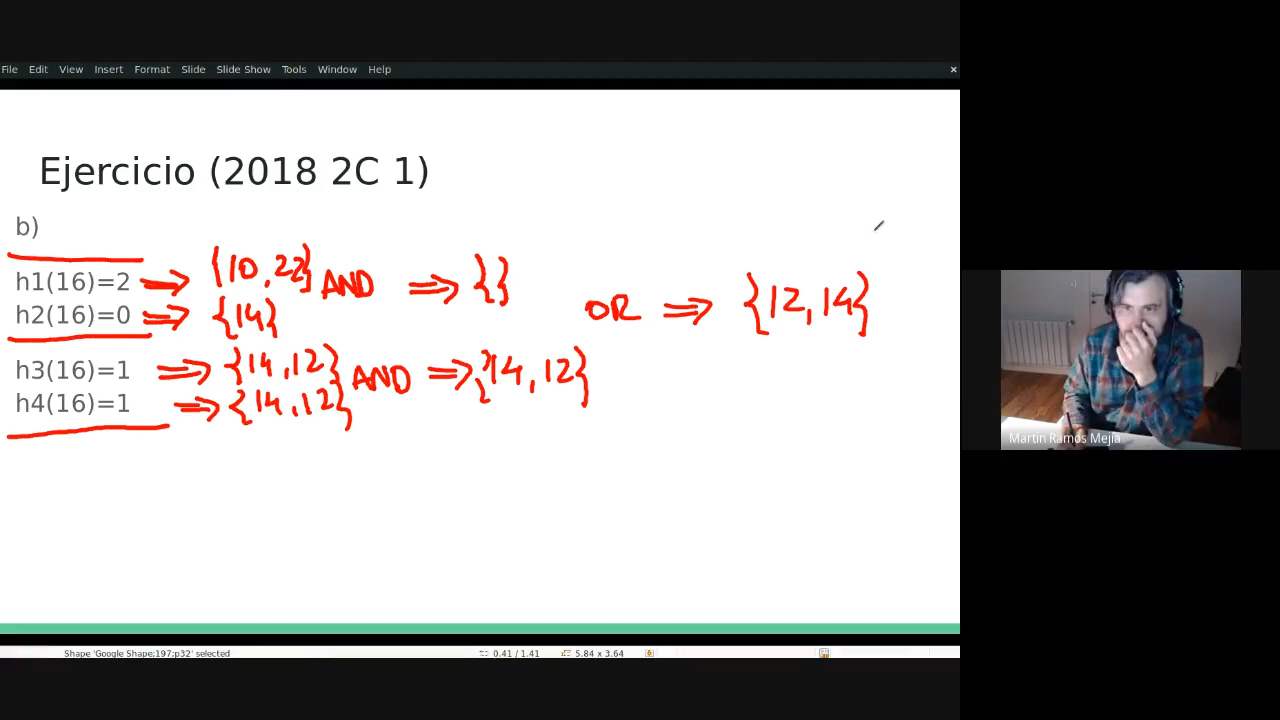 File Edit View Insert Format Slide Slide Show Tools Window Help ×
Ejercicio (2018 2C 1)
b)
h1(16)=2 ⇒ {10,22} AND ⇒ {}
h2(16)=0 ⇒ {14}
OR ⇒ {12,14}
h3(16)=1 ⇒ {14,12} AND ⇒ {14,12}
h4(16)=1 ⇒ {14,12}
Martin Ramos Mejia
Shape 'Google Shape;197;p32' selected 0.41 / 1.41 5.84 x 3.64